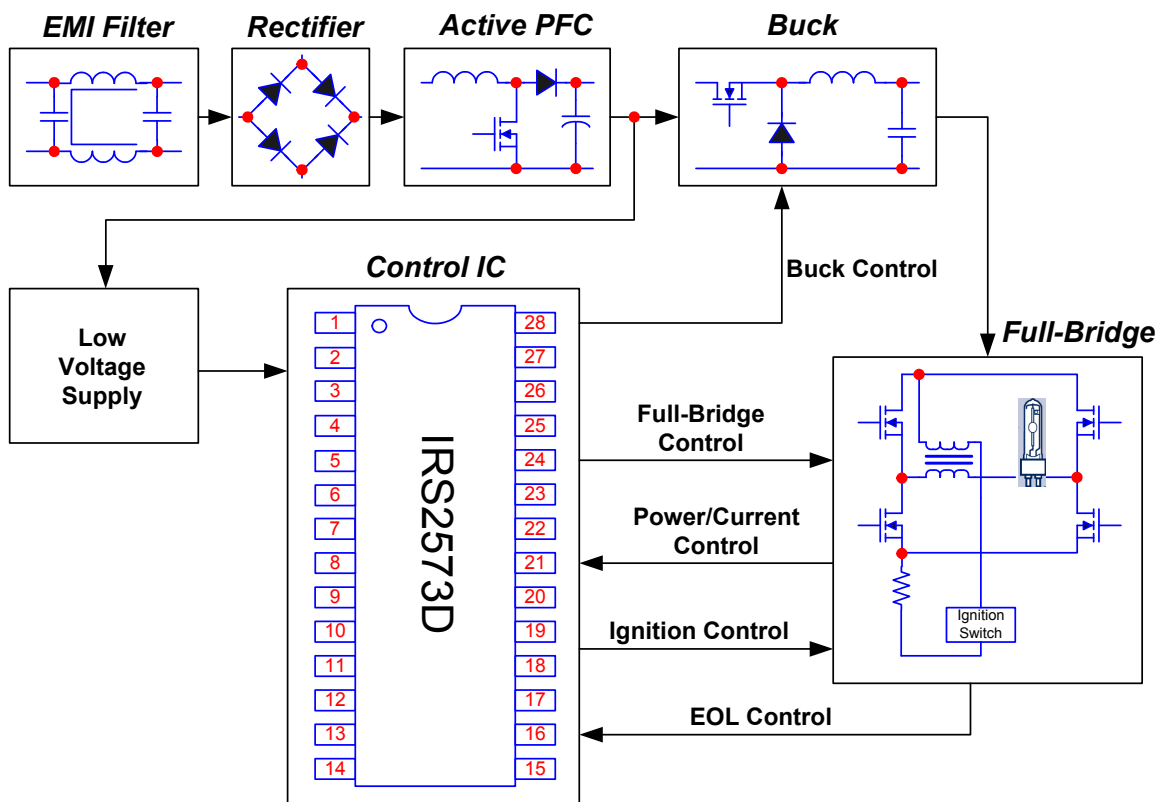 EMI Filter
Rectifier
Active PFC
Buck
Control IC
Buck Control
Low
Voltage
Supply
Full-Bridge
1
2
3
4
5
6
7
8
9
10
11
12
13
14
IRS2573D
28
27
26
25
24
23
22
21
20
19
18
17
16
15
Full-Bridge
Control
Power/Current
Control
Ignition Control
EOL Control
Ignition
Switch